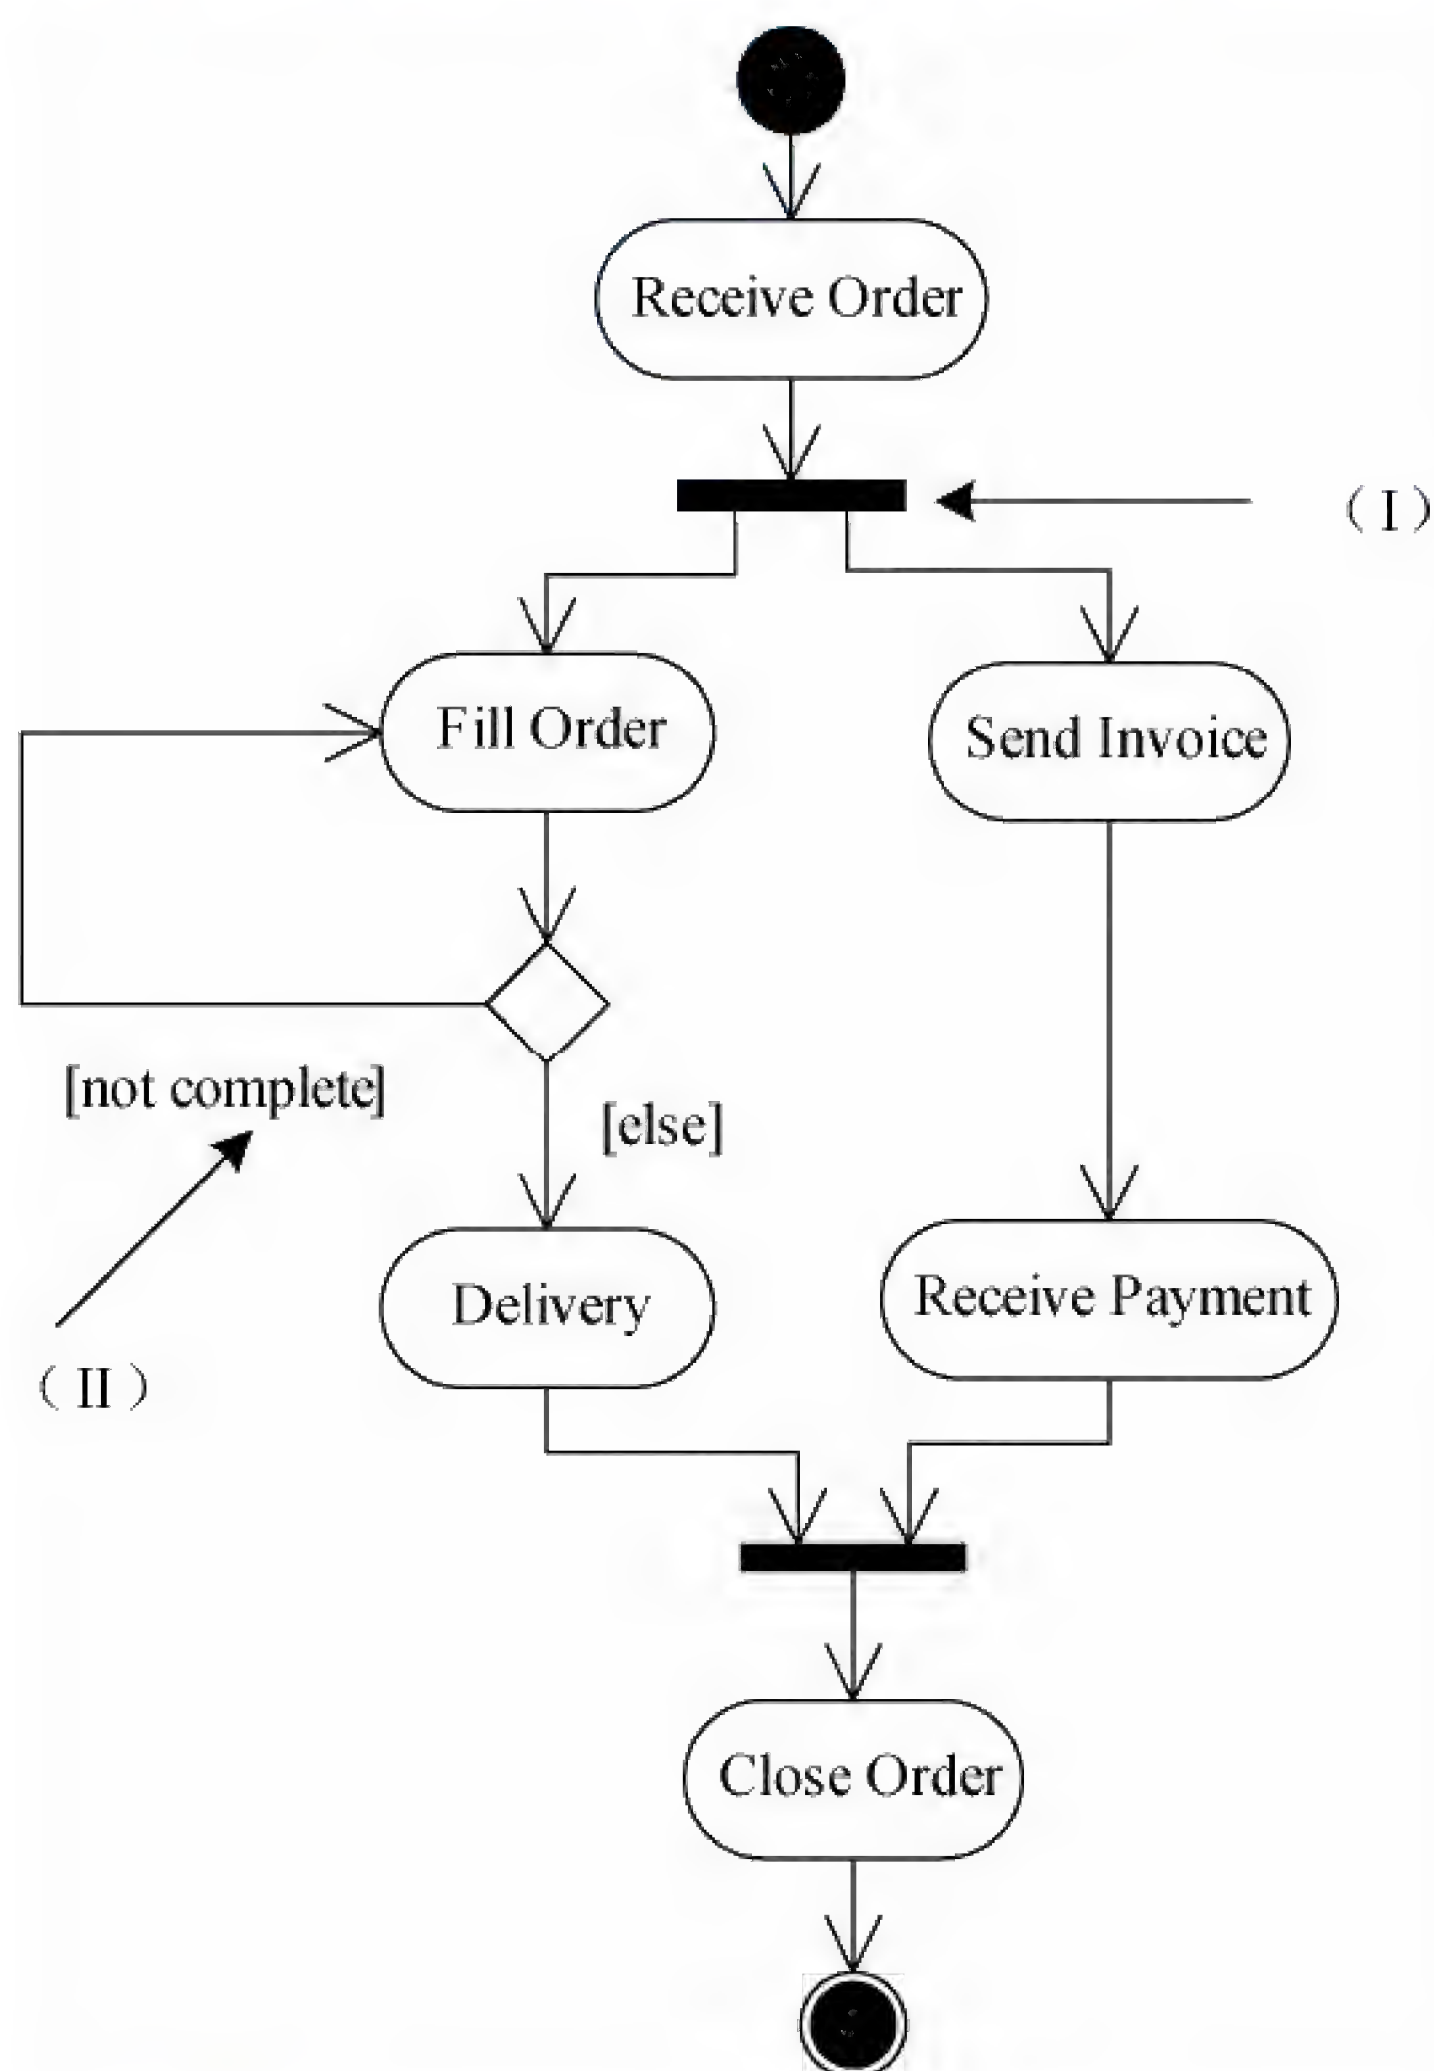 Receive Order
（I）
Fill Order
Send Invoice
[not complete]
[else]
Delivery
Receive Payment
（II）
Close Order